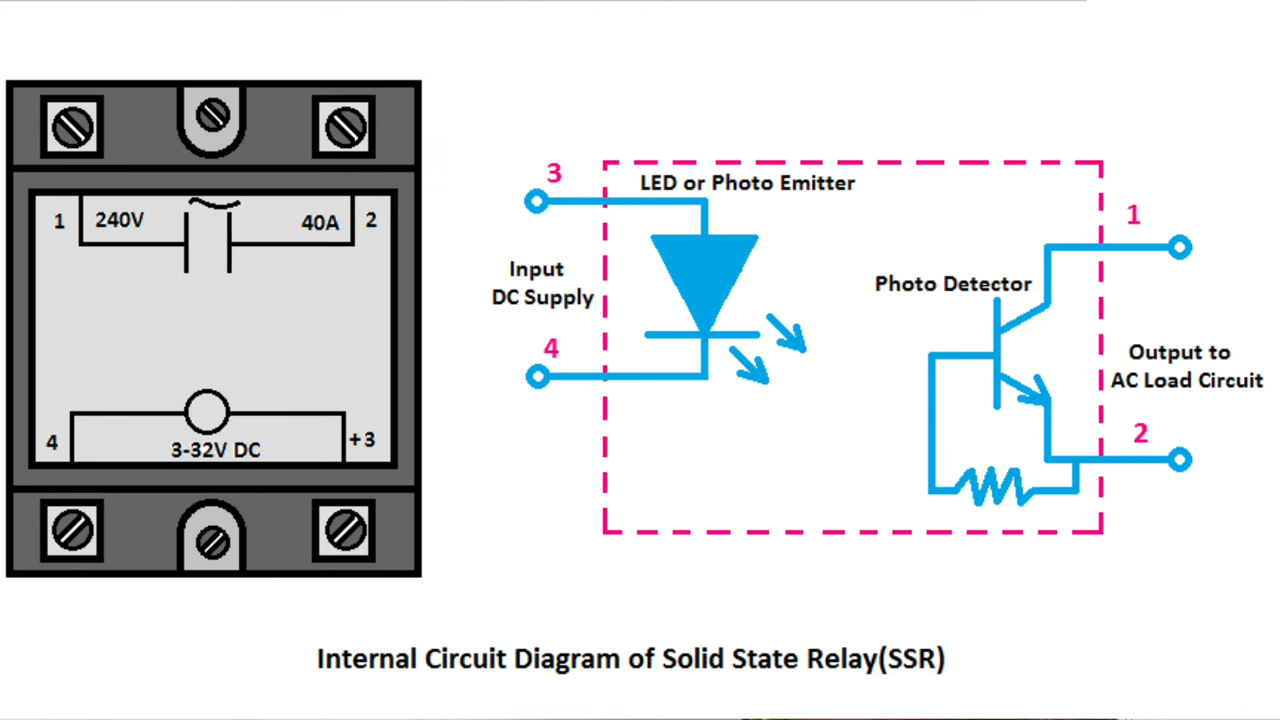 1
240V
40A
2
4
3-32V DC
+3
3
LED or Photo Emitter
Input
DC Supply
4
Photo Detector
1
Output to
AC Load Circuit
2
Internal Circuit Diagram of Solid State Relay(SSR)